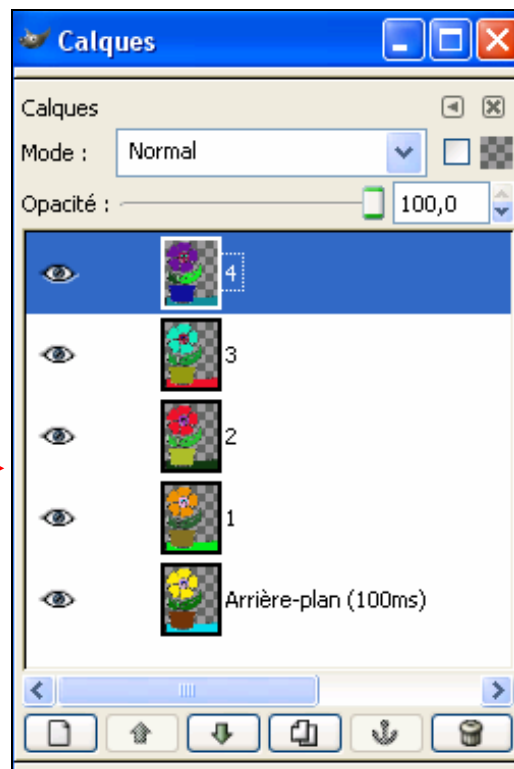 Calques
Calques
Mode : Normal
Opacité : 100,0
4
3
2
1
Arrière-plan (100ms)